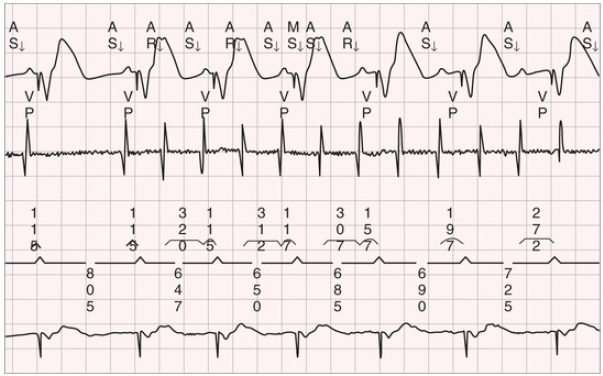 A A A A A A M A A A A A
S↓ S↓ R↓ S↓ R↓ S↓ S↓ S↓ R↓ S↓ S↓ S↓
V V V V V V V
P P P P P P P
1 1 3 1 3 1 3 1 1 2
1 1 2 1 1 1 0 5 9 7
5 0 5 2 7 7 7 7 2
8 6 6 6 6 7
0 4 5 8 9 2
5 7 0 5 0 5